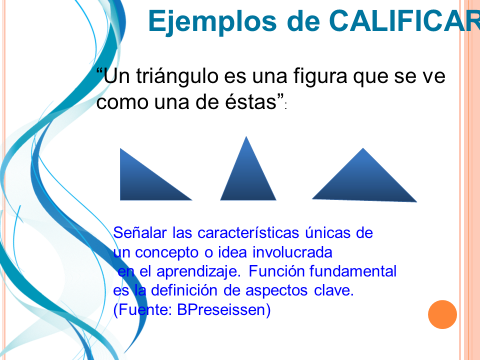 Ejemplos de CALIFICAR
“Un triángulo es una figura que se ve
como una de éstas”:
Señalar las características únicas de
un concepto o idea involucrada
en el aprendizaje. Función fundamental
es la definición de aspectos clave.
(Fuente: BPreseissen)